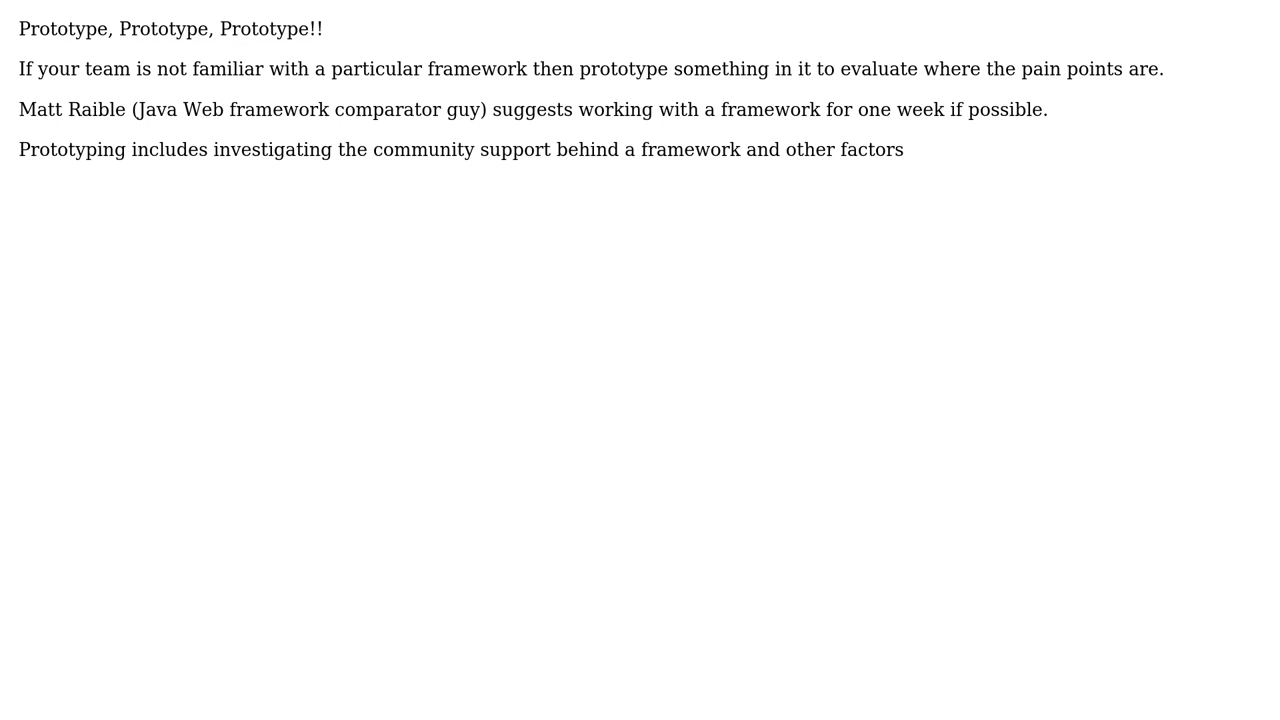 Prototype, Prototype, Prototype!!
If your team is not familiar with a particular framework then prototype something in it to evaluate where the pain points are.
Matt Raible (Java Web framework comparator guy) suggests working with a framework for one week if possible.
Prototyping includes investigating the community support behind a framework and other factors